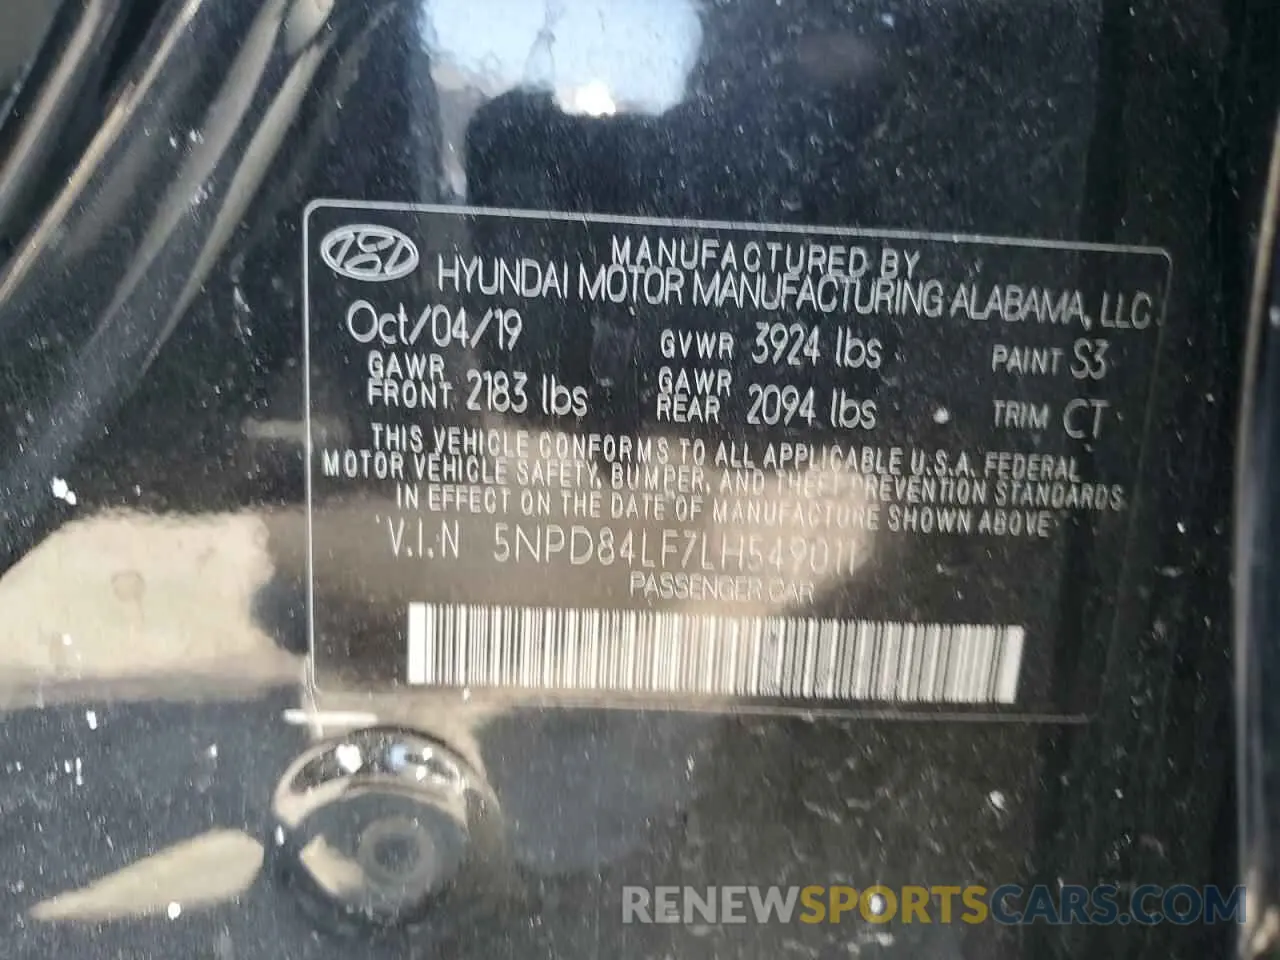 MANUFACTURED BY
HYUNDAI MOTOR MANUFACTURING ALABAMA, LLC
Oct/04/19 GVWR 3924 lbs PAINT S3
GAWR FRONT 2183 lbs GAWR REAR 2094 lbs TRIM CT
THIS VEHICLE CONFORMS TO ALL APPLICABLE U.S.A. FEDERAL
MOTOR VEHICLE SAFETY, BUMPER, AND THEFT PREVENTION STANDARDS
IN EFFECT ON THE DATE OF MANUFACTURE SHOWN ABOVE
V.I.N 5NPD84LF7LH549011
PASSENGER CAR
RENEWSPORTSCARS.COM